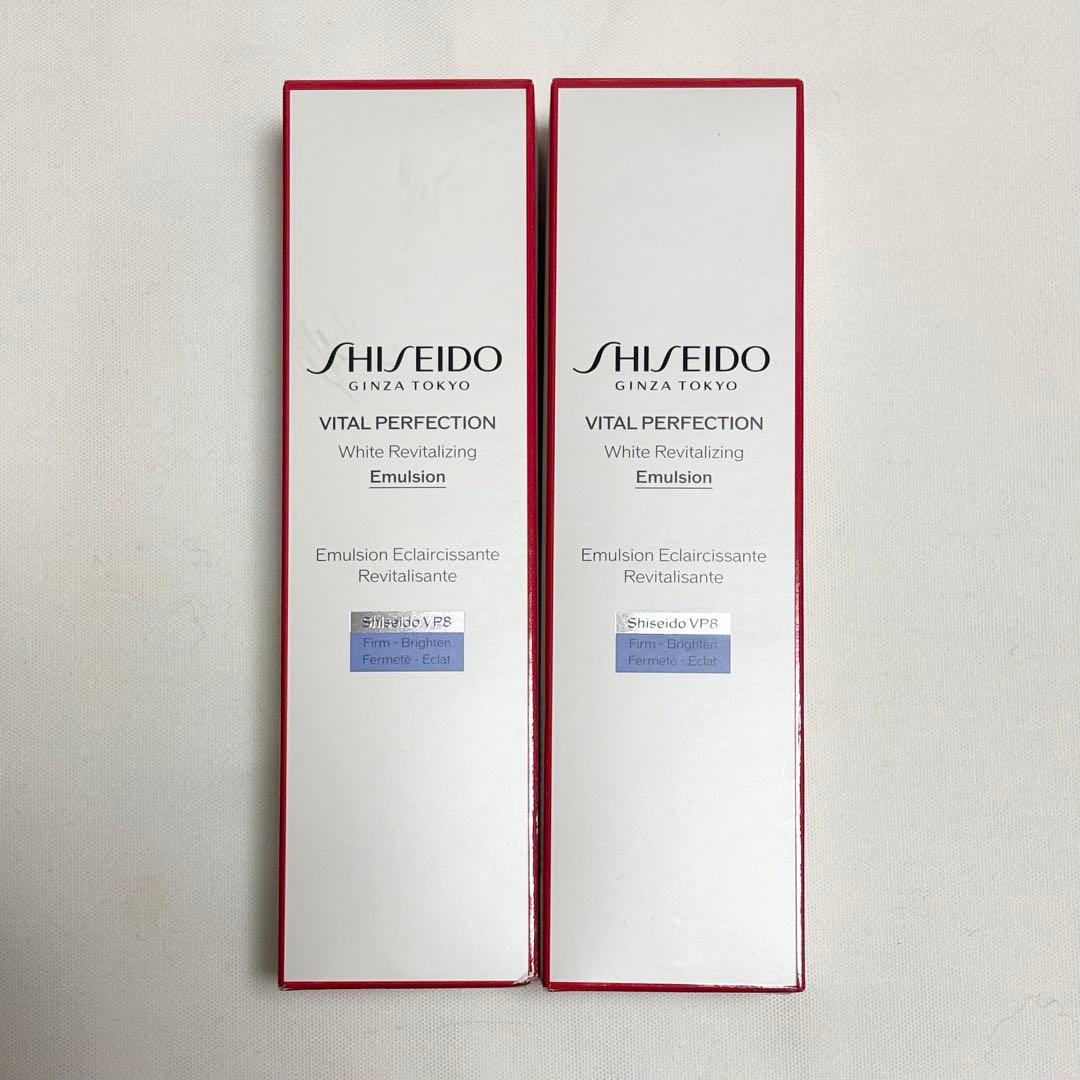 SHISEIDO
GINZA TOKYO
VITAL PERFECTION
White Revitalizing
Emulsion
Emulsion Eclaircissante
Revitalisante
Shiseido VP8
Firm - Brighten
Fermeté - Eclat
SHISEIDO
GINZA TOKYO
VITAL PERFECTION
White Revitalizing
Emulsion
Emulsion Eclaircissante
Revitalisante
Shiseido VP8
Firm - Brighten
Fermeté - Eclat